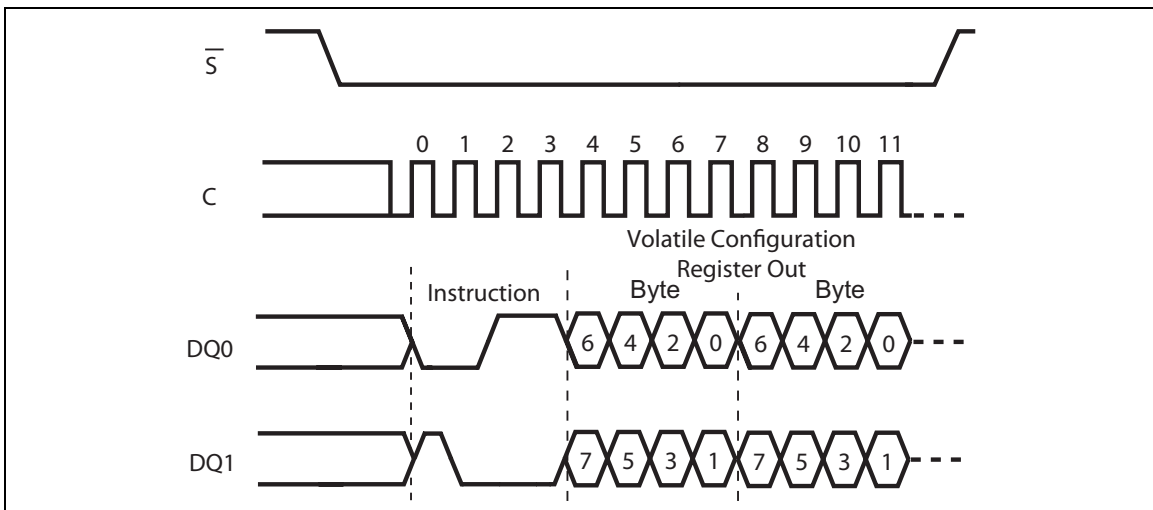 S
0 1 2 3 4 5 6 7 8 9 10 11
C
Volatile Configuration
Register Out
Instruction Byte Byte
DQ0 6 4 2 0 6 4 2 0
DQ1 7 5 3 1 7 5 3 1